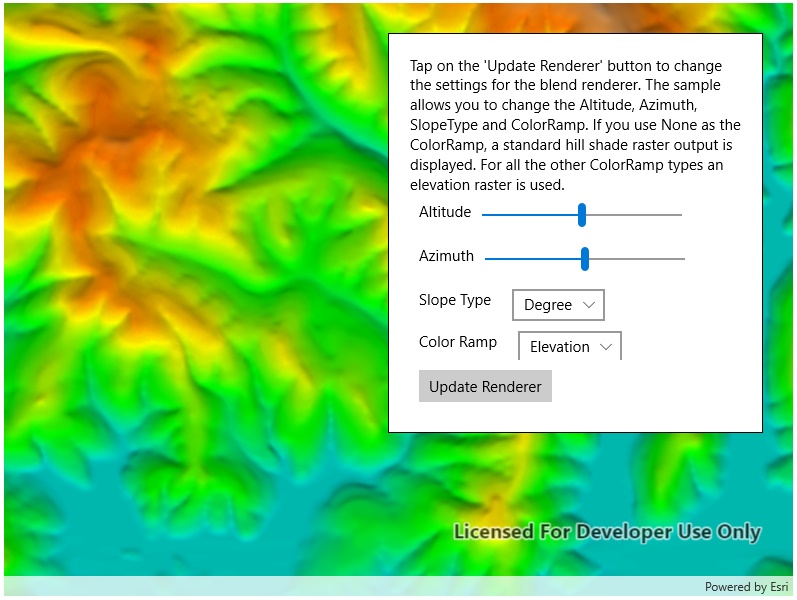 Tap on the 'Update Renderer' button to change
the settings for the blend renderer. The sample
allows you to change the Altitude, Azimuth,
SlopeType and ColorRamp. If you use None as the
ColorRamp, a standard hill shade raster output is
displayed. For all the other ColorRamp types an
elevation raster is used.
Altitude
Azimuth
Slope Type Degree
Color Ramp Elevation
Update Renderer
Licensed For Developer Use Only
Powered by Esri